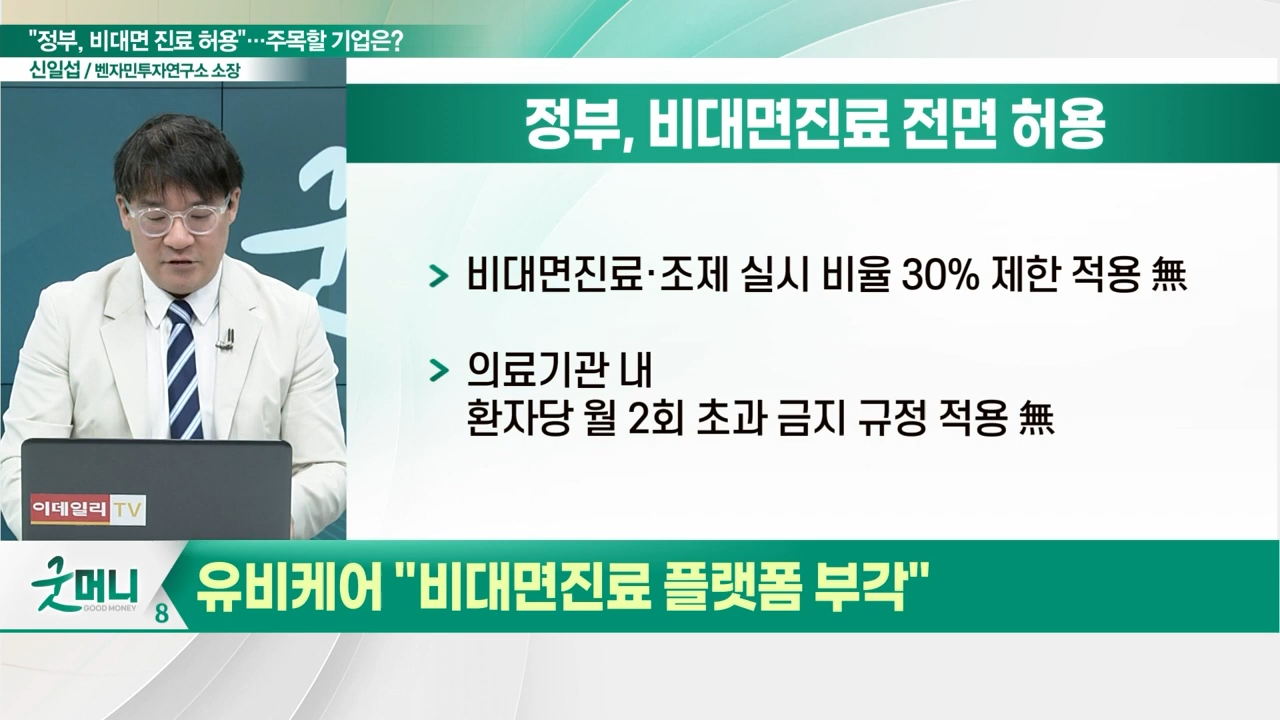 "정부, 비대면 진료 허용"…주목할 기업은?
신일섭 / 벤자민투자연구소 소장
정부, 비대면진료 전면 허용
> 비대면진료·조제 실시 비율 30% 제한 적용 無
> 의료기관 내
환자당 월 2회 초과 금지 규정 적용 無
이데일리 TV
굿머니
GOOD MONEY
8
유비케어 "비대면진료 플랫폼 부각"